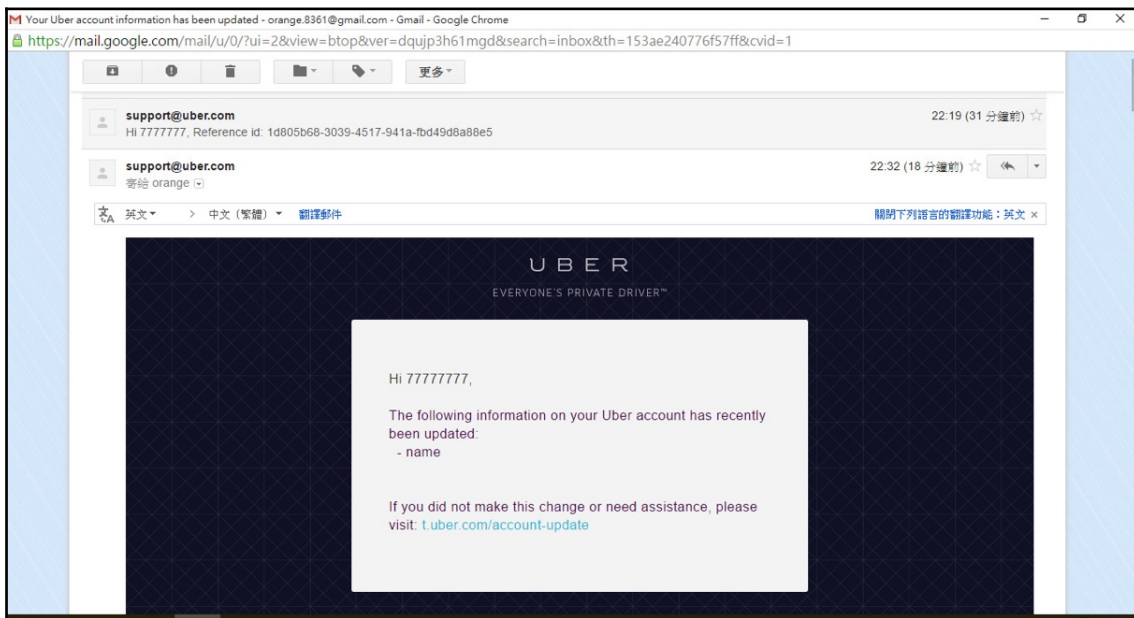 Your Uber account information has been updated - orange.8361@gmail.com - Gmail - Google Chrome
https://mail.google.com/mail/u/0/?ui=2&view=btop&ver=dqujp3h61mgd&search=inbox&th=153ae240776f57ff&cvid=1
更多
support@uber.com 22:19 (31 分鐘前)
Hi 7777777, Reference id: 1d805b68-3039-4517-941a-fbd49d8a88e5
support@uber.com 22:32 (18 分鐘前)
寄給 orange
英文 > 中文（繁體） 翻譯郵件 關閉下列語言的翻譯功能：英文 ×
UBER
EVERYONE'S PRIVATE DRIVER™
Hi 77777777,
The following information on your Uber account has recently
been updated:
- name
If you did not make this change or need assistance, please
visit: t.uber.com/account-update